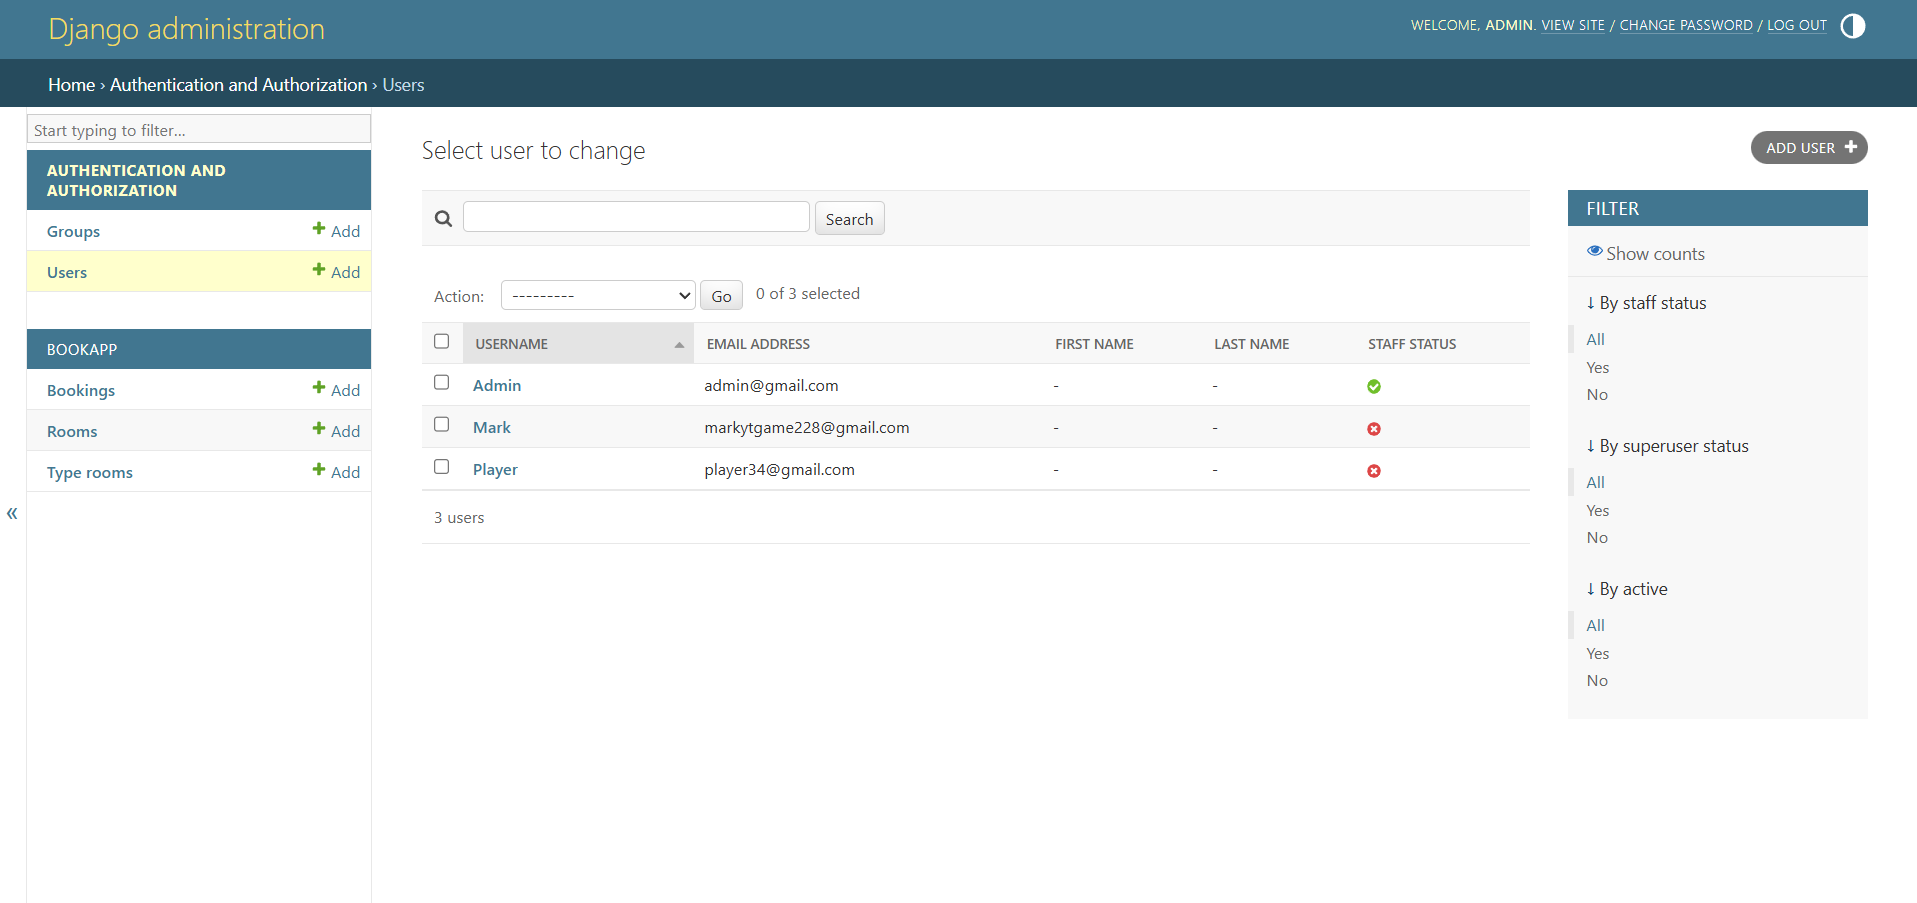 Django administration
WELCOME, ADMIN. VIEW SITE / CHANGE PASSWORD / LOG OUT
Home › Authentication and Authorization › Users
Start typing to filter...
AUTHENTICATION AND
AUTHORIZATION
Groups Add
Users Add
BOOKAPP
Bookings Add
Rooms Add
Type rooms Add
«
Select user to change
ADD USER
Search
Action: --------- Go 0 of 3 selected
USERNAME EMAIL ADDRESS FIRST NAME LAST NAME STAFF STATUS
Admin admin@gmail.com - -
Mark markytgame228@gmail.com - -
Player player34@gmail.com - -
3 users
FILTER
Show counts
↓ By staff status
All
Yes
No
↓ By superuser status
All
Yes
No
↓ By active
All
Yes
No